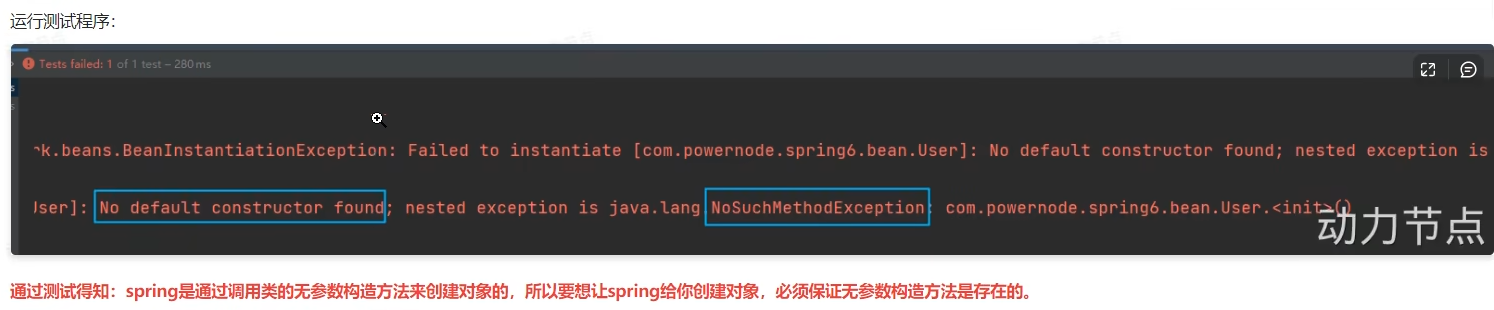 运行测试程序：
Tests failed: 1 of 1 test – 280 ms
rk.beans.BeanInstantiationException: Failed to instantiate [com.powernode.spring6.bean.User]: No default constructor found; nested exception is
User]: No default constructor found; nested exception is java.lang.NoSuchMethodException: com.powernode.spring6.bean.User.<init>()
动力节点
通过测试得知：spring是通过调用类的无参数构造方法来创建对象的，所以要想让spring给你创建对象，必须保证无参数构造方法是存在的。